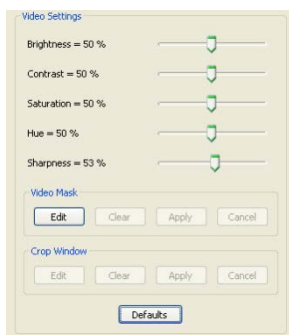 Video Settings
Brightness = 50 %
Contrast = 50 %
Saturation = 50 %
Hue = 50 %
Sharpness = 53 %
Video Mask
Edit Clear Apply Cancel
Crop Window
Edit Clear Apply Cancel
Defaults